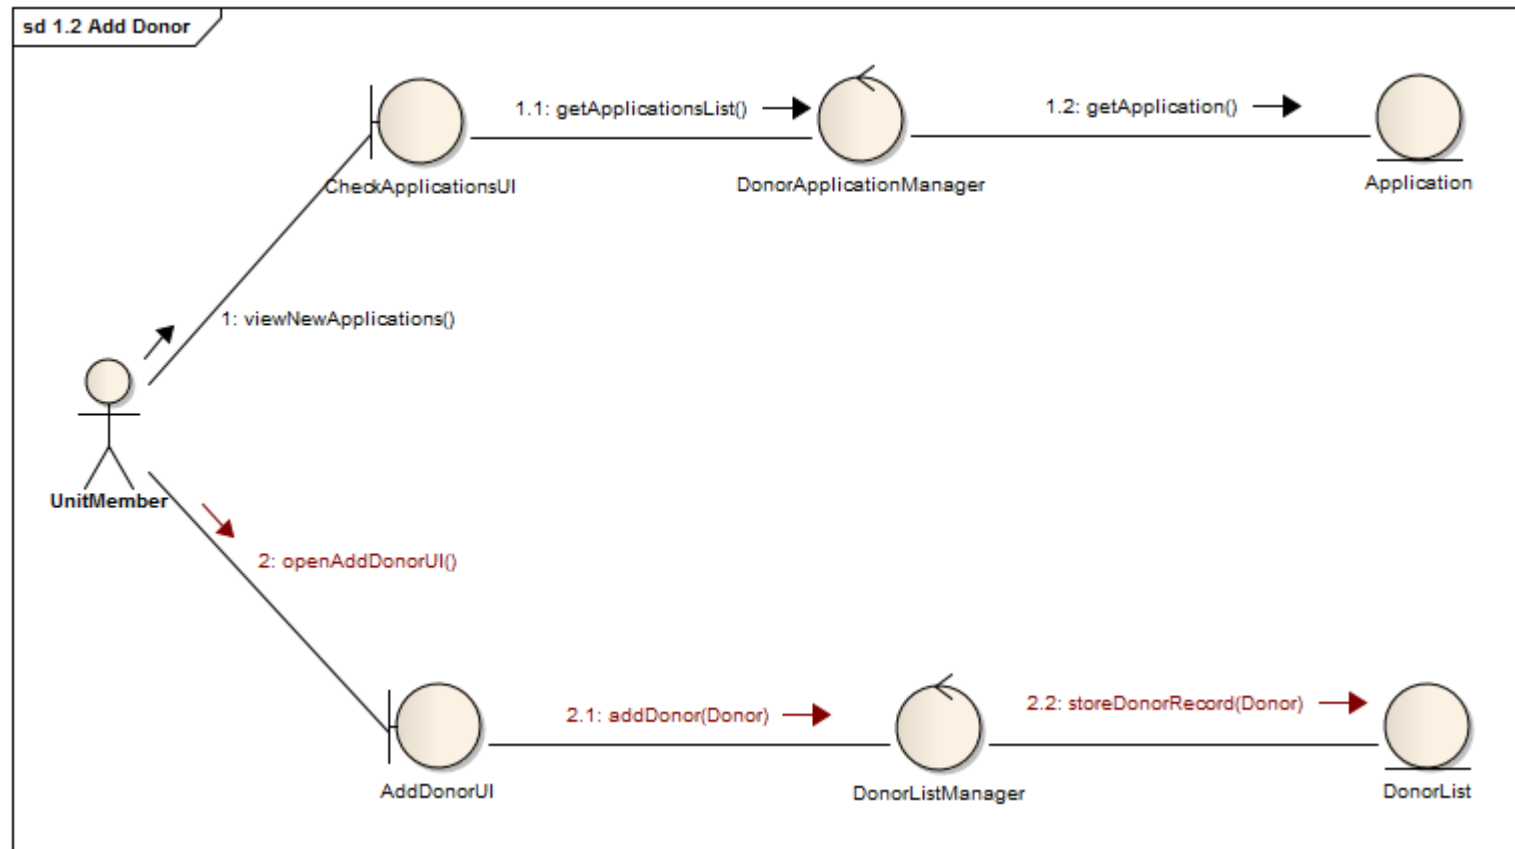 sd 1.2 Add Donor
1.1: getApplicationsList()
1.2: getApplication()
CheckApplicationsUI
DonorApplicationManager
Application
1: viewNewApplications()
UnitMember
2: openAddDonorUI()
2.1: addDonor(Donor)
2.2: storeDonorRecord(Donor)
AddDonorUI
DonorListManager
DonorList